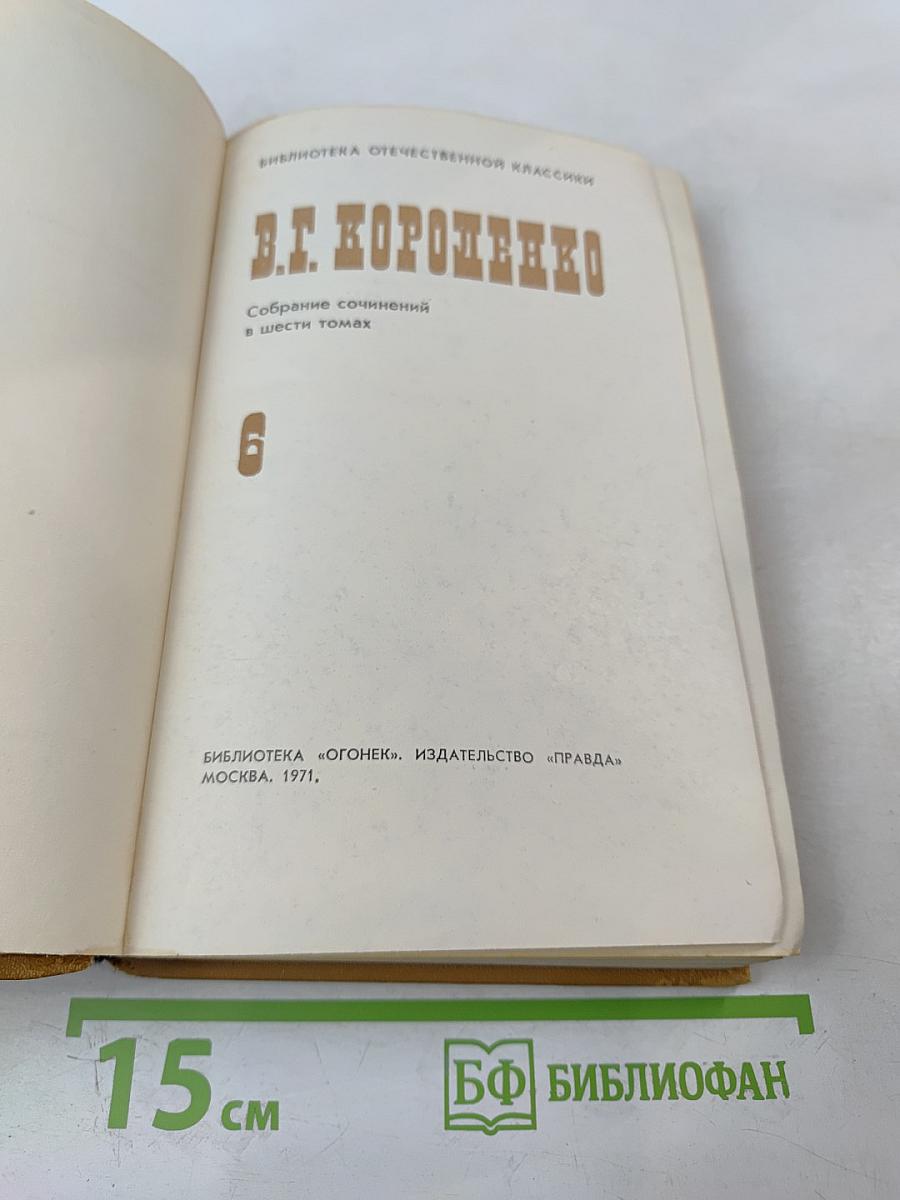 БИБЛИОТЕКА ОТЕЧЕСТВЕННОЙ КЛАССИКИ
В.Г. КОРОЛЕНКО
Собрание сочинений
в шести томах
6
БИБЛИОТЕКА «ОГОНЕК». ИЗДАТЕЛЬСТВО «ПРАВДА»
МОСКВА. 1971.
15 см
БФ БИБЛИОФАН